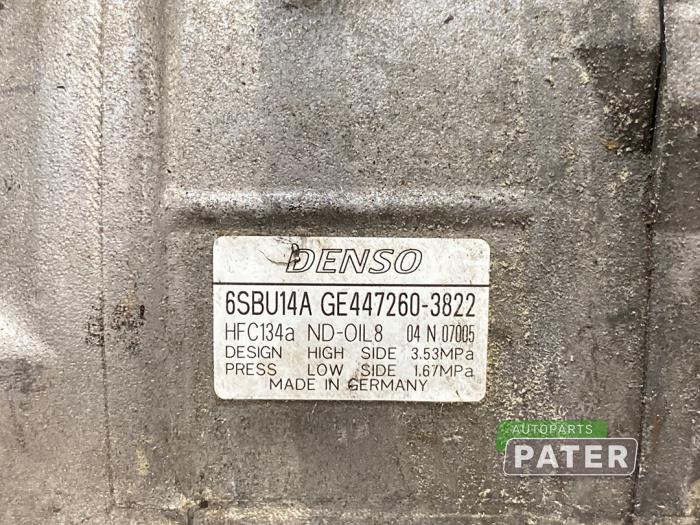 DENSO
6SBU14A GE447260-3822
HFC134a ND-OIL8 04 N 07005
DESIGN HIGH SIDE 3.53MPa
PRESS LOW SIDE 1.67MPa
MADE IN GERMANY
AUTOPARTS
PATER